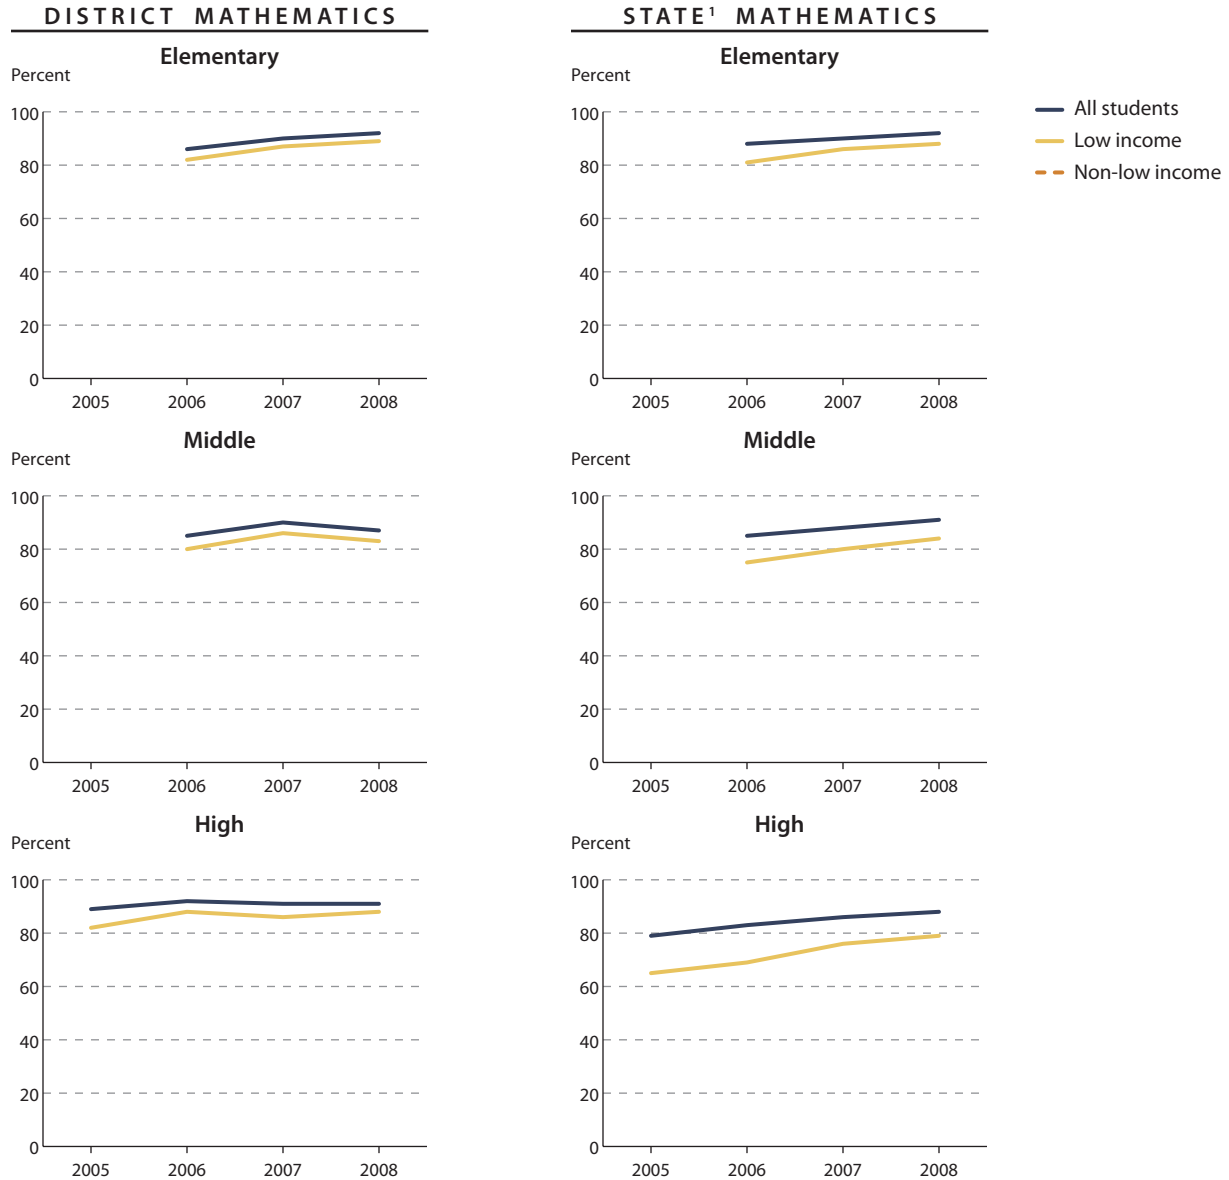 DISTRICT MATHEMATICS
Elementary
Percent
100
80
60
40
20
0
2005 2006 2007 2008
Middle
Percent
100
80
60
40
20
0
2005 2006 2007 2008
High
Percent
100
80
60
40
20
0
2005 2006 2007 2008
STATE¹ MATHEMATICS
Elementary
Percent
100
80
60
40
20
0
2005 2006 2007 2008
Middle
Percent
100
80
60
40
20
0
2005 2006 2007 2008
High
Percent
100
80
60
40
20
0
2005 2006 2007 2008
All students
Low income
Non-low income